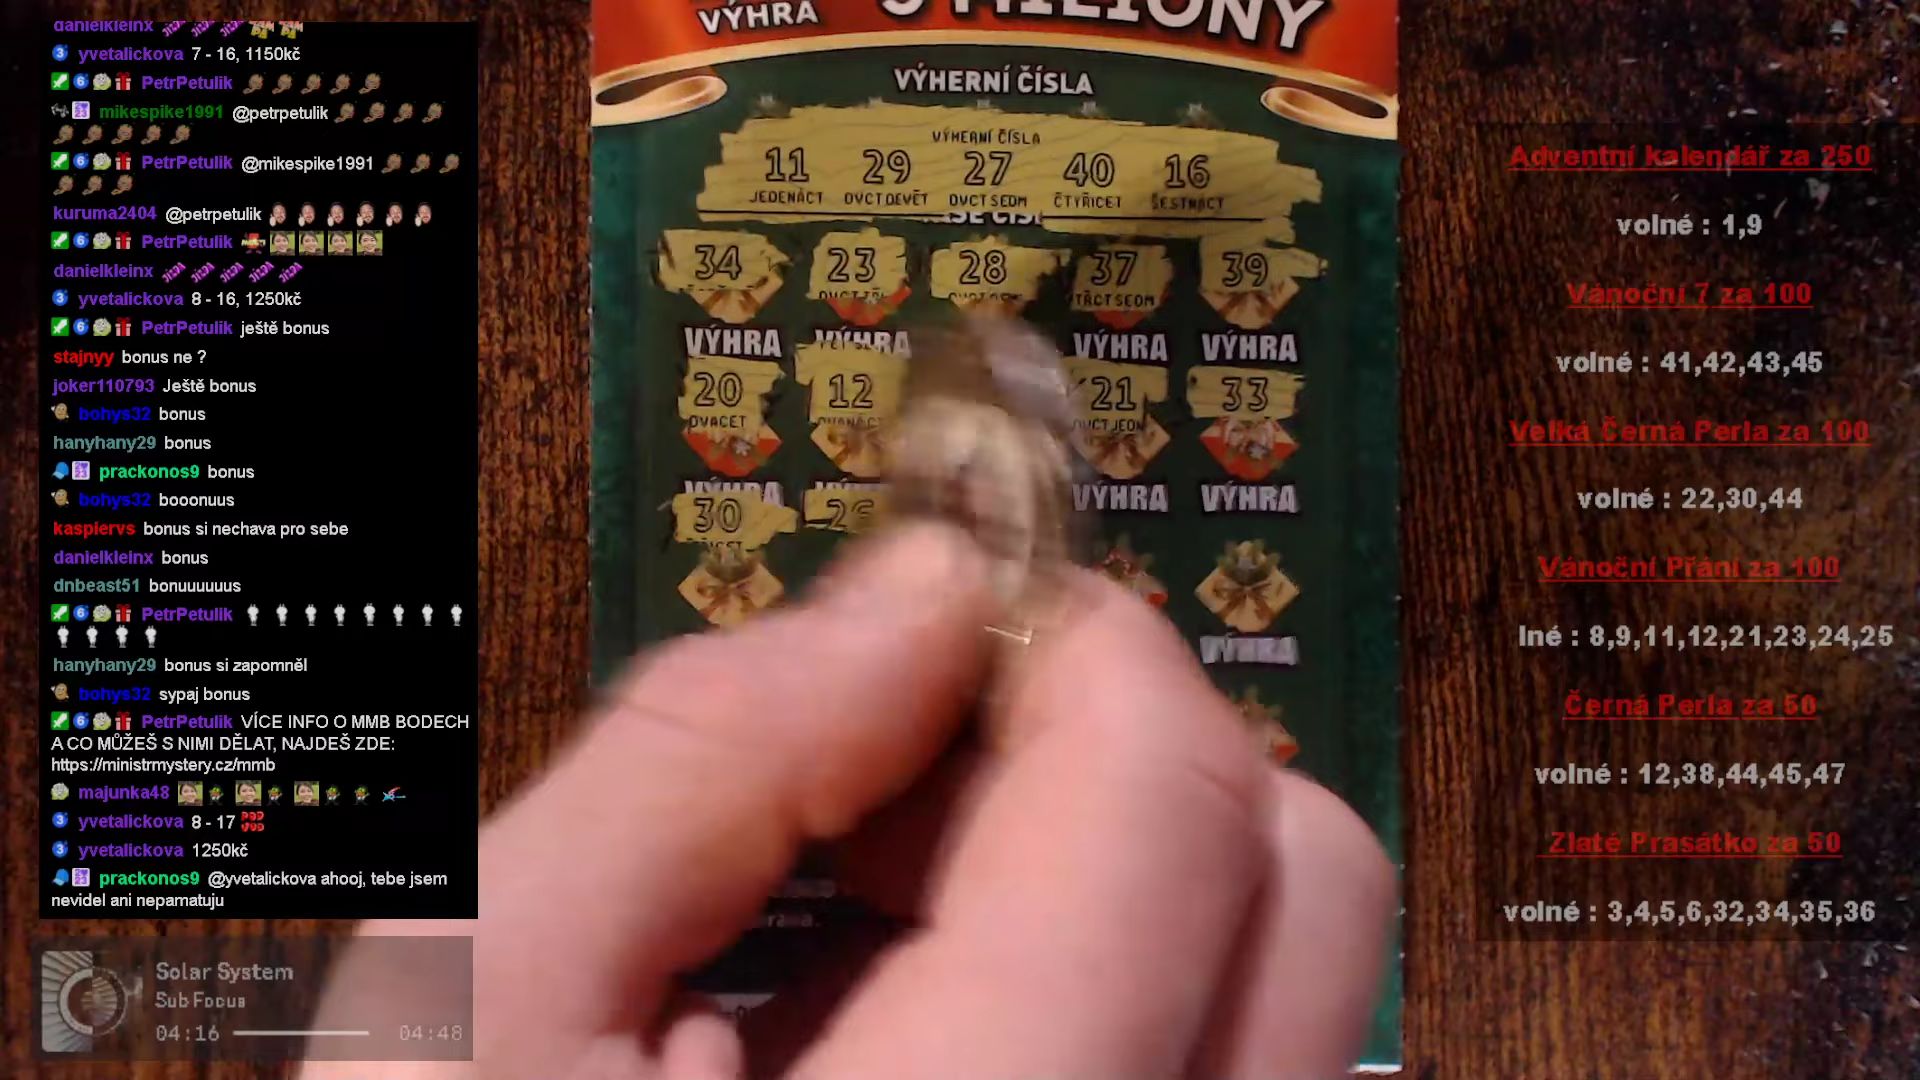 danielkleinx
yvetalickova 7 - 16, 1150kč
PetrPetulik
mikespike1991 @petrpetulik
PetrPetulik @mikespike1991
kuruma2404 @petrpetulik
PetrPetulik
danielkleinx
yvetalickova 8 - 16, 1250kč
PetrPetulik ještě bonus
stajnyy bonus ne ?
joker110793 Ještě bonus
bohys32 bonus
hanyhany29 bonus
prackonos9 bonus
bohys32 booonuus
kaspiervs bonus si nechava pro sebe
danielkleinx bonus
dnbeast51 bonuuuuuus
PetrPetulik
hanyhany29 bonus si zapomněl
bohys32 sypaj bonus
PetrPetulik VÍCE INFO O MMB BODECH
A CO MŮŽEŠ S NIMI DĚLAT, NAJDEŠ ZDE:
https://ministrmystery.cz/mmb
majunka48
yvetalickova 8 - 17
yvetalickova 1250kč
prackonos9 @yvetalickova ahooj, tebe jsem
nevidel ani nepamatuju
Solar System
Sub Focus
04:16 04:48
VÝHRA MILIONY
VÝHERNÍ ČÍSLA
VÝHERNÍ ČÍSLA
11 29 27 40 16
JEDENÁCT DVCTDEVĚT DVCTSEDM ČTYŘICET ŠESTNÁCT
34 23 28 37 39
TŘCTSEDM
VÝHRA VÝHRA VÝHRA VÝHRA
20 12 21 33
DVACET DVCTJEDN
VÝHRA VÝHRA VÝHRA
30 26
VÝHRA
Adventní kalendář za 250
volné : 1,9
Vánoční 7 za 100
volné : 41,42,43,45
Velká Černá Perla za 100
volné : 22,30,44
Vánoční Přání za 100
lné : 8,9,11,12,21,23,24,25
Černá Perla za 50
volné : 12,38,44,45,47
Zlaté Prasátko za 50
volné : 3,4,5,6,32,34,35,36